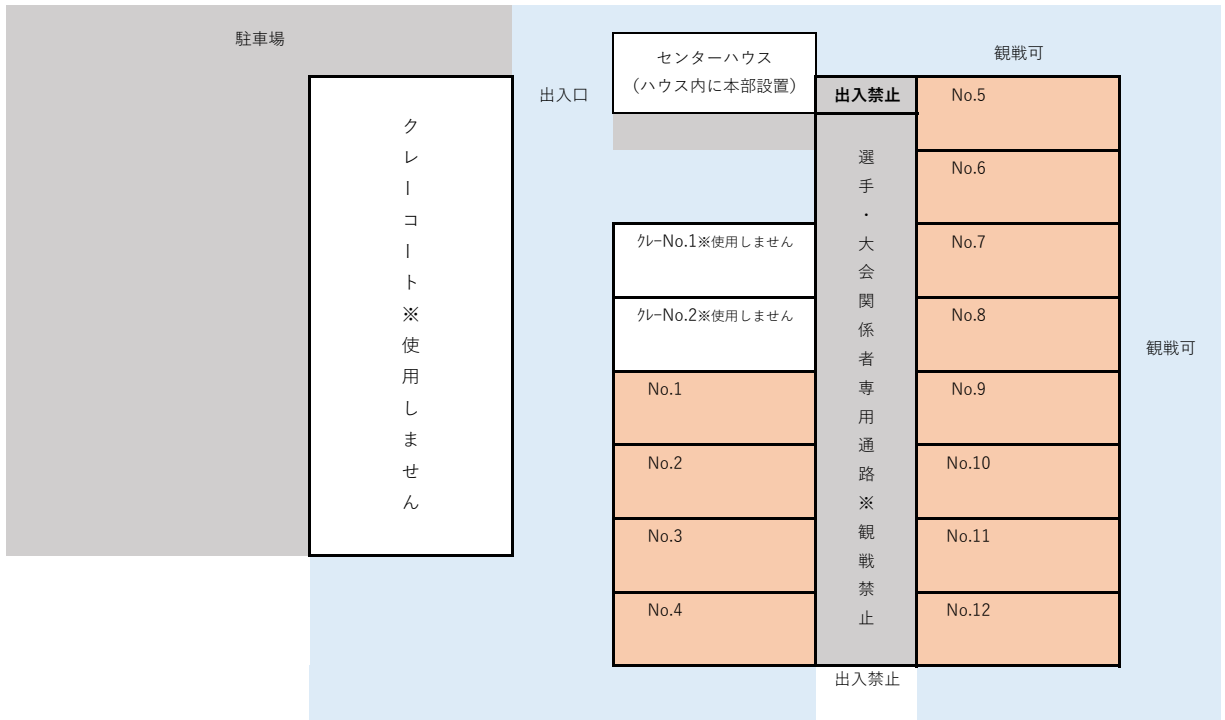 駐車場
クレーコート※使用しません
出入口
センターハウス
（ハウス内に本部設置）
観戦可
出入禁止
選手・大会関係者専用通路※観戦禁止
No.5
No.6
No.7
No.8
No.9
No.10
No.11
No.12
ｸﾚｰNo.1※使用しません
ｸﾚｰNo.2※使用しません
No.1
No.2
No.3
No.4
観戦可
出入禁止